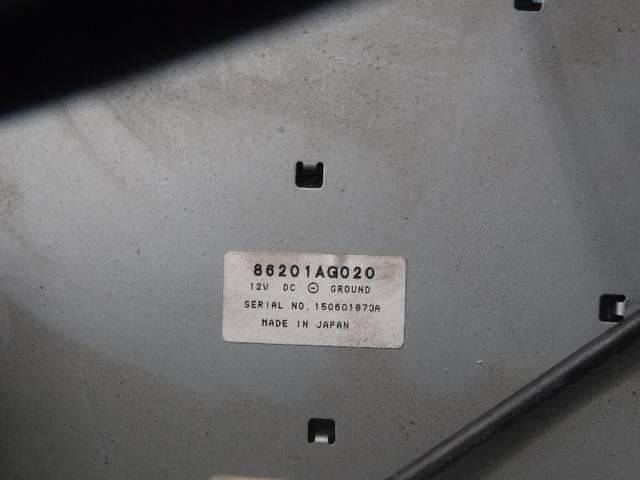 86201AG020
12V DC ⊖ GROUND
SERIAL NO. 150601873A
MADE IN JAPAN